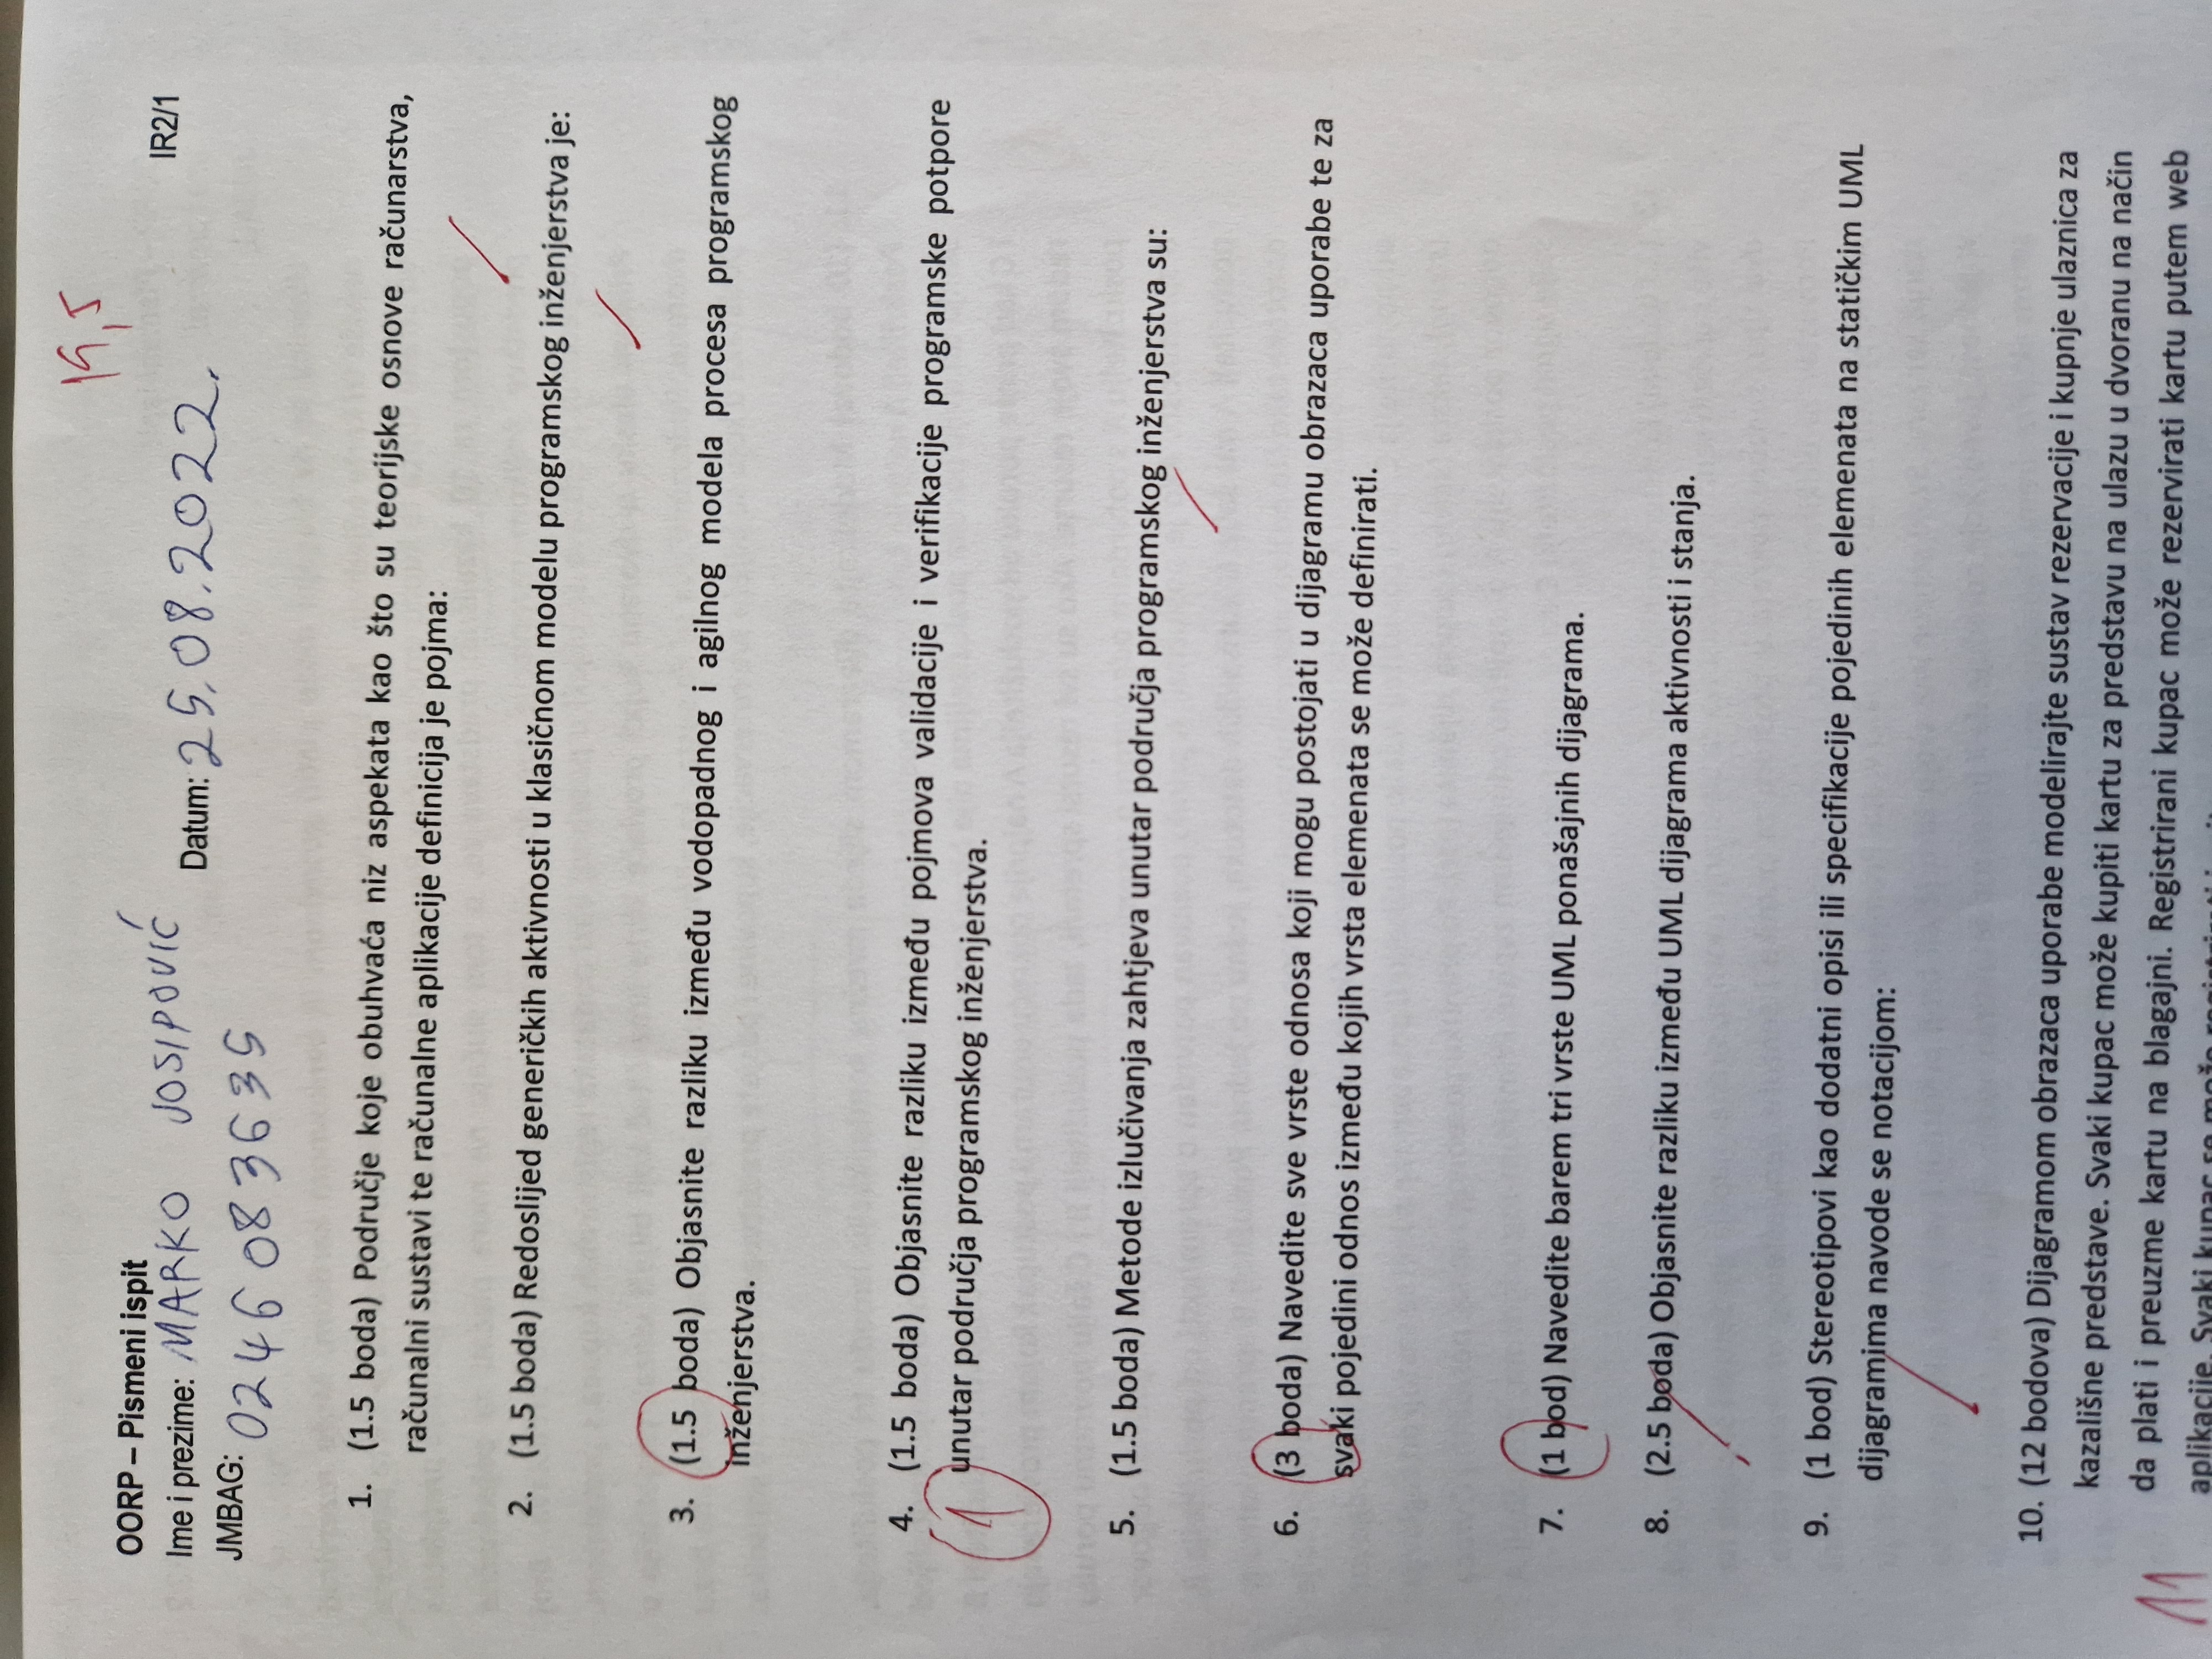 19,5
OORP – Pismeni ispit
IR2/1
Ime i prezime: MARKO JOSIPOVIĆ
Datum: 25.08.2022.
JMBAG: 0246083635
1. (1.5 boda) Područje koje obuhvaća niz aspekata kao što su teorijske osnove računarstva,
računalni sustavi te računalne aplikacije definicija je pojma:
2. (1.5 boda) Redoslijed generičkih aktivnosti u klasičnom modelu programskog inženjerstva je:
3. (1.5 boda) Objasnite razliku između vodopadnog i agilnog modela procesa programskog
inženjerstva.
4. (1.5 boda) Objasnite razliku između pojmova validacije i verifikacije programske potpore
1 unutar područja programskog inženjerstva.
5. (1.5 boda) Metode izlučivanja zahtjeva unutar područja programskog inženjerstva su:
6. (3 boda) Navedite sve vrste odnosa koji mogu postojati u dijagramu obrazaca uporabe te za
svaki pojedini odnos između kojih vrsta elemenata se može definirati.
7. (1 bod) Navedite barem tri vrste UML ponašajnih dijagrama.
8. (2.5 boda) Objasnite razliku između UML dijagrama aktivnosti i stanja.
9. (1 bod) Stereotipovi kao dodatni opisi ili specifikacije pojedinih elemenata na statičkim UML
dijagramima navode se notacijom:
10. (12 bodova) Dijagramom obrazaca uporabe modelirajte sustav rezervacije i kupnje ulaznica za
kazališne predstave. Svaki kupac može kupiti kartu za predstavu na ulazu u dvoranu na način
da plati i preuzme kartu na blagajni. Registrirani kupac može rezervirati kartu putem web
11
aplikacije. Svaki kupac se može